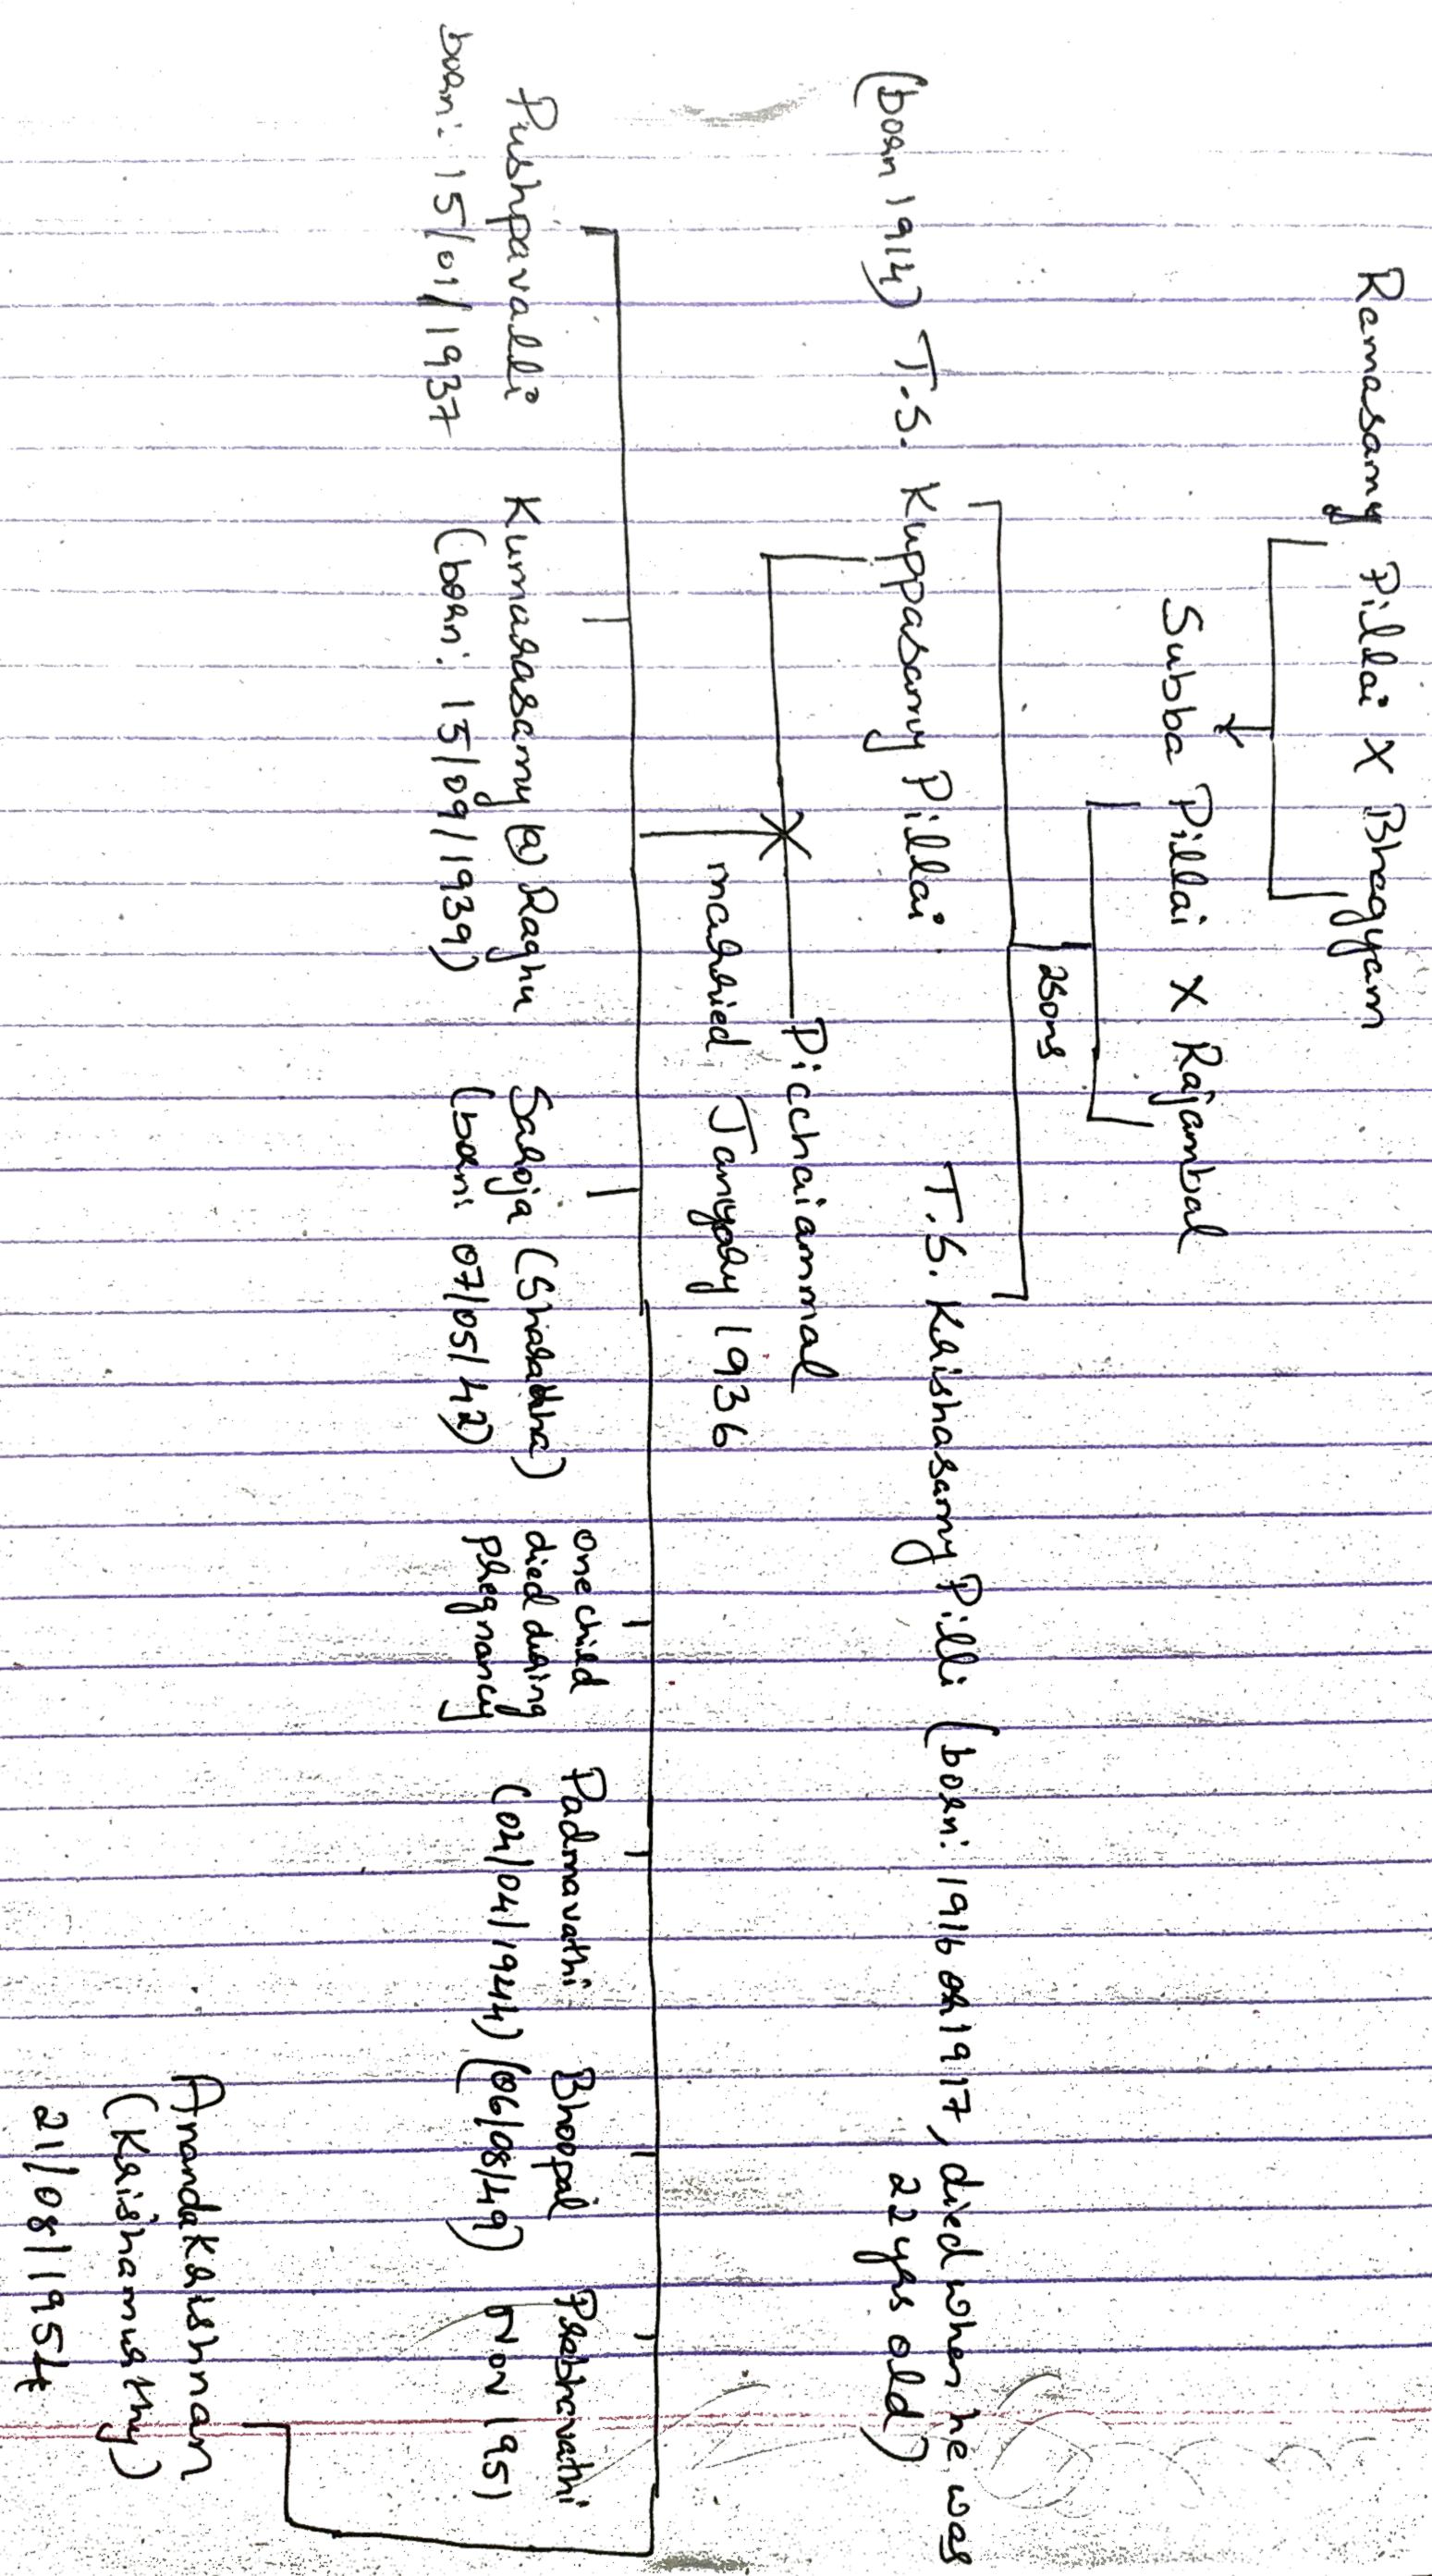 Ramasamy Pillai X Bhagyam
Subba Pillai X Rajambal
2sons
(born 1914) T.S. Kuppasamy Pillai.
T.S. Krishasamy Pilli (born: 1916 or 1917, died when he was
22 yrs old)
Picchaiammal
married January 1936
Pushpavalli
born: 15/01/1937
Kumarasamy (a) Raghu
(born: 15/09/1939)
Saroja (Sharadha)
(born: 07/05/42)
one child
died during
pregnancy
Padmavathi
(04/04/1944)
Bhoopal
(06/08/49)
Prabhavathi
Nov 1951
Anandakrishnan
(Krishamurthy)
21/08/1954